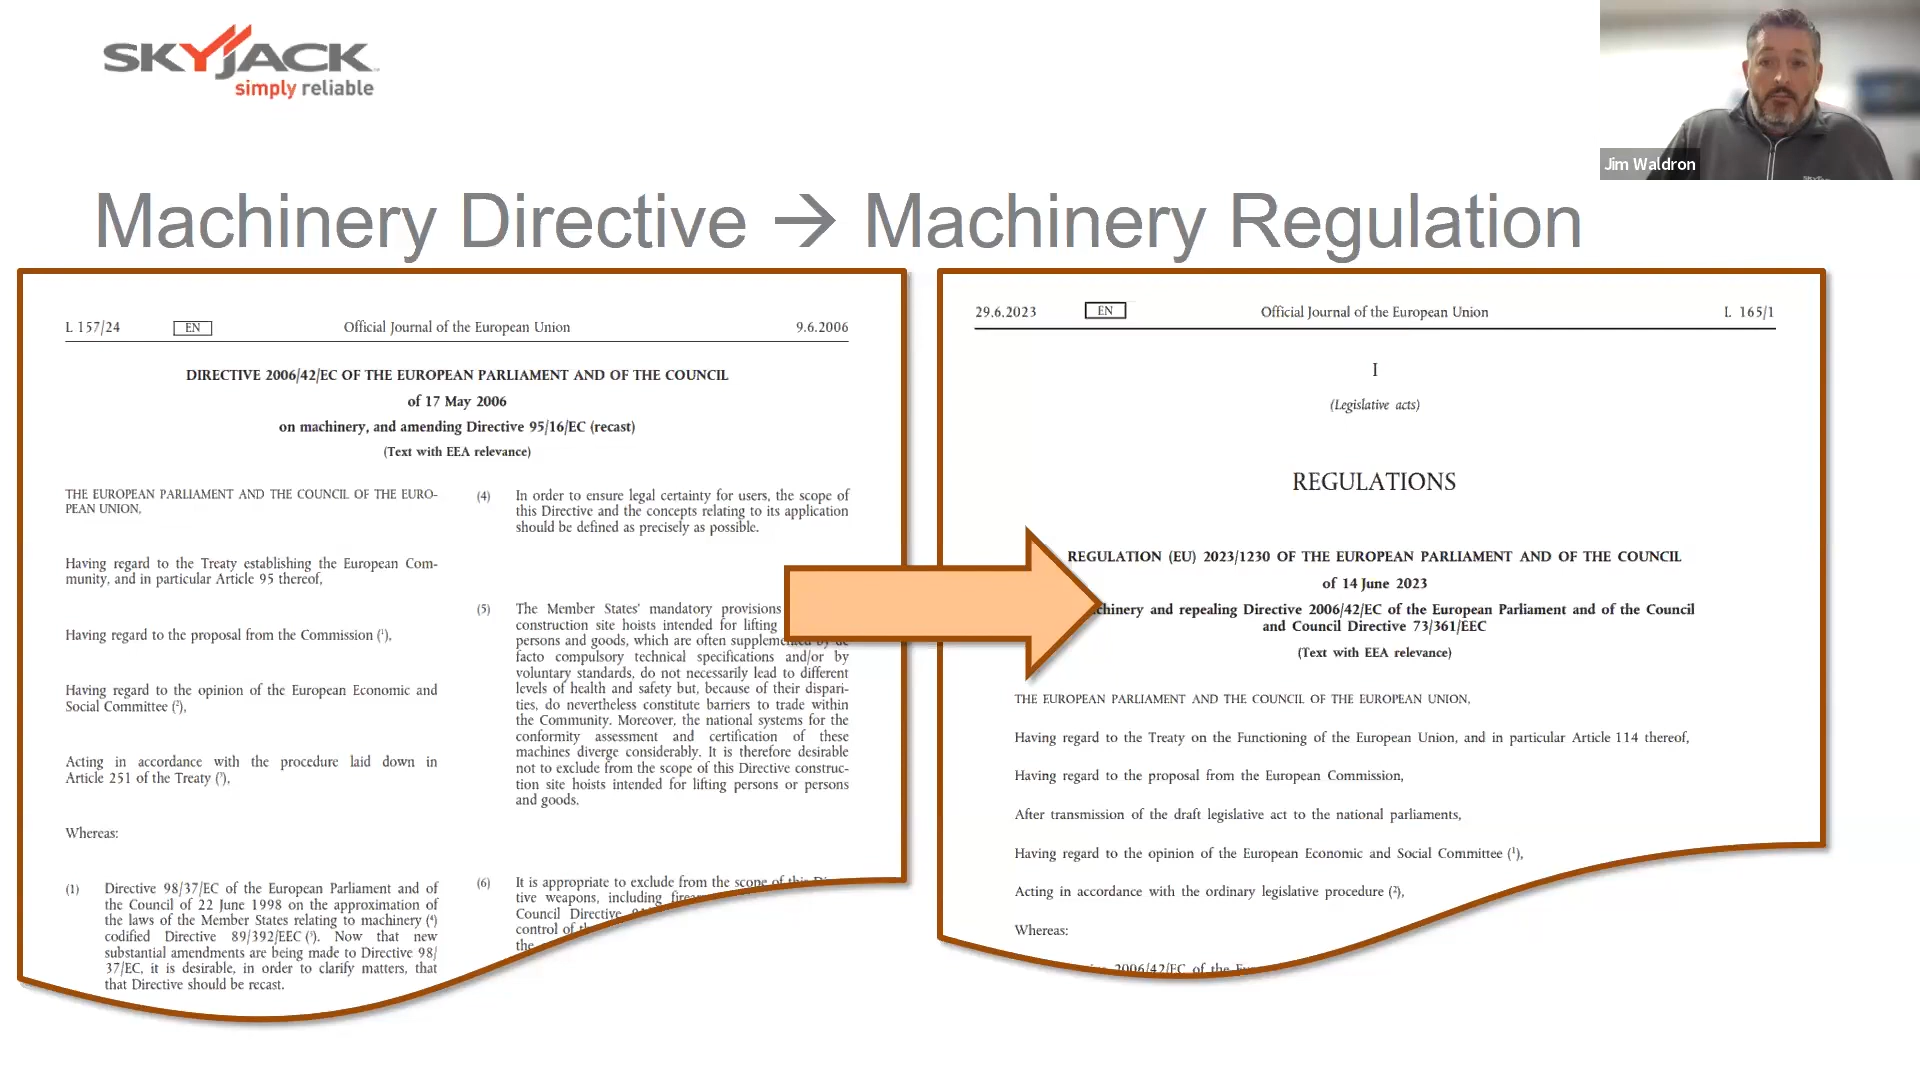 SKYJACK
simply reliable
Jim Waldron
SKYJACK
Machinery Directive → Machinery Regulation
L 157/24 EN Official Journal of the European Union 9.6.2006
DIRECTIVE 2006/42/EC OF THE EUROPEAN PARLIAMENT AND OF THE COUNCIL
of 17 May 2006
on machinery, and amending Directive 95/16/EC (recast)
(Text with EEA relevance)
THE EUROPEAN PARLIAMENT AND THE COUNCIL OF THE EURO-
PEAN UNION,
Having regard to the Treaty establishing the European Com-
munity, and in particular Article 95 thereof,
Having regard to the proposal from the Commission (¹),
Having regard to the opinion of the European Economic and
Social Committee (²),
Acting in accordance with the procedure laid down in
Article 251 of the Treaty (³),
Whereas:
(1) Directive 98/37/EC of the European Parliament and of
the Council of 22 June 1998 on the approximation of
the laws of the Member States relating to machinery (⁴)
codified Directive 89/392/EEC (⁵). Now that new
substantial amendments are being made to Directive 98/
37/EC, it is desirable, in order to clarify matters, that
that Directive should be recast.
(4) In order to ensure legal certainty for users, the scope of
this Directive and the concepts relating to its application
should be defined as precisely as possible.
(5) The Member States' mandatory provisions
construction site hoists intended for lifting
persons and goods, which are often supplemented by de
facto compulsory technical specifications and/or by
voluntary standards, do not necessarily lead to different
levels of health and safety but, because of their dispari-
ties, do nevertheless constitute barriers to trade within
the Community. Moreover, the national systems for the
conformity assessment and certification of these
machines diverge considerably. It is therefore desirable
not to exclude from the scope of this Directive construc-
tion site hoists intended for lifting persons or persons
and goods.
(6) It is appropriate to exclude from the scope of this
tive weapons, including
Council Directive
control of
the
29.6.2023 EN Official Journal of the European Union L 165/1
I
(Legislative acts)
REGULATIONS
REGULATION (EU) 2023/1230 OF THE EUROPEAN PARLIAMENT AND OF THE COUNCIL
of 14 June 2023
chinery and repealing Directive 2006/42/EC of the European Parliament and of the Council
and Council Directive 73/361/EEC
(Text with EEA relevance)
THE EUROPEAN PARLIAMENT AND THE COUNCIL OF THE EUROPEAN UNION,
Having regard to the Treaty on the Functioning of the European Union, and in particular Article 114 thereof,
Having regard to the proposal from the European Commission,
After transmission of the draft legislative act to the national parliaments,
Having regard to the opinion of the European Economic and Social Committee (¹),
Acting in accordance with the ordinary legislative procedure (²),
Whereas:
2006/42/EC of the